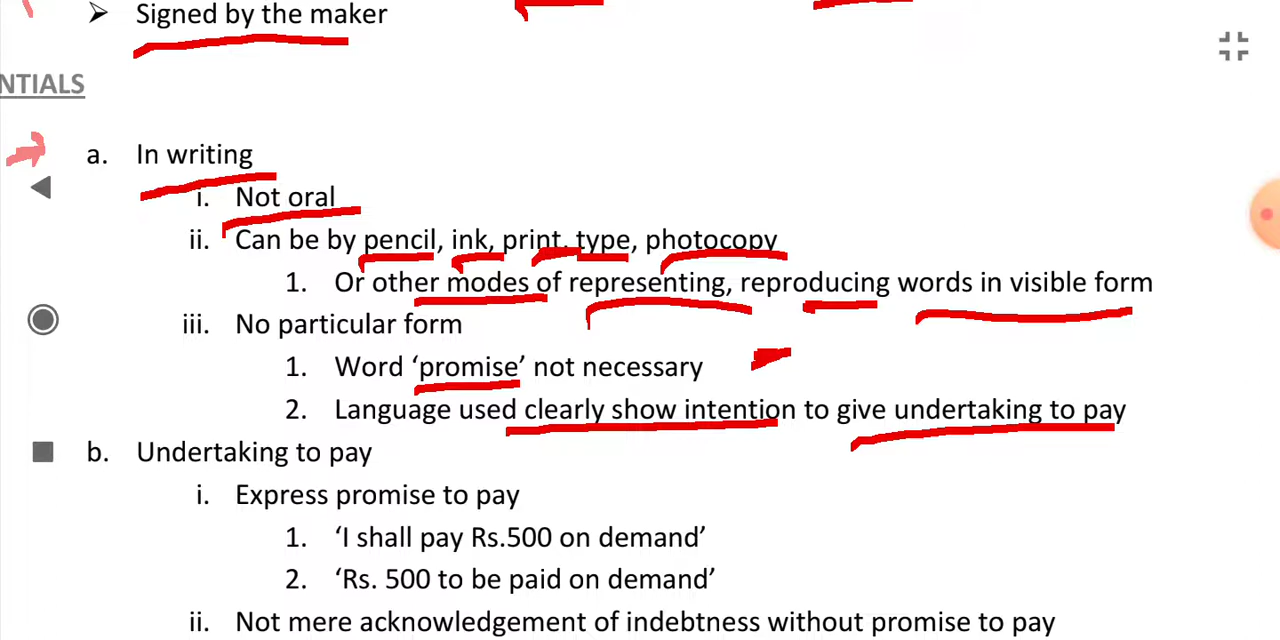 ➢ Signed by the maker
NTIALS
a. In writing
i. Not oral
ii. Can be by pencil, ink, print, type, photocopy
1. Or other modes of representing, reproducing words in visible form
iii. No particular form
1. Word ‘promise’ not necessary
2. Language used clearly show intention to give undertaking to pay
b. Undertaking to pay
i. Express promise to pay
1. ‘I shall pay Rs.500 on demand’
2. ‘Rs. 500 to be paid on demand’
ii. Not mere acknowledgement of indebtness without promise to pay